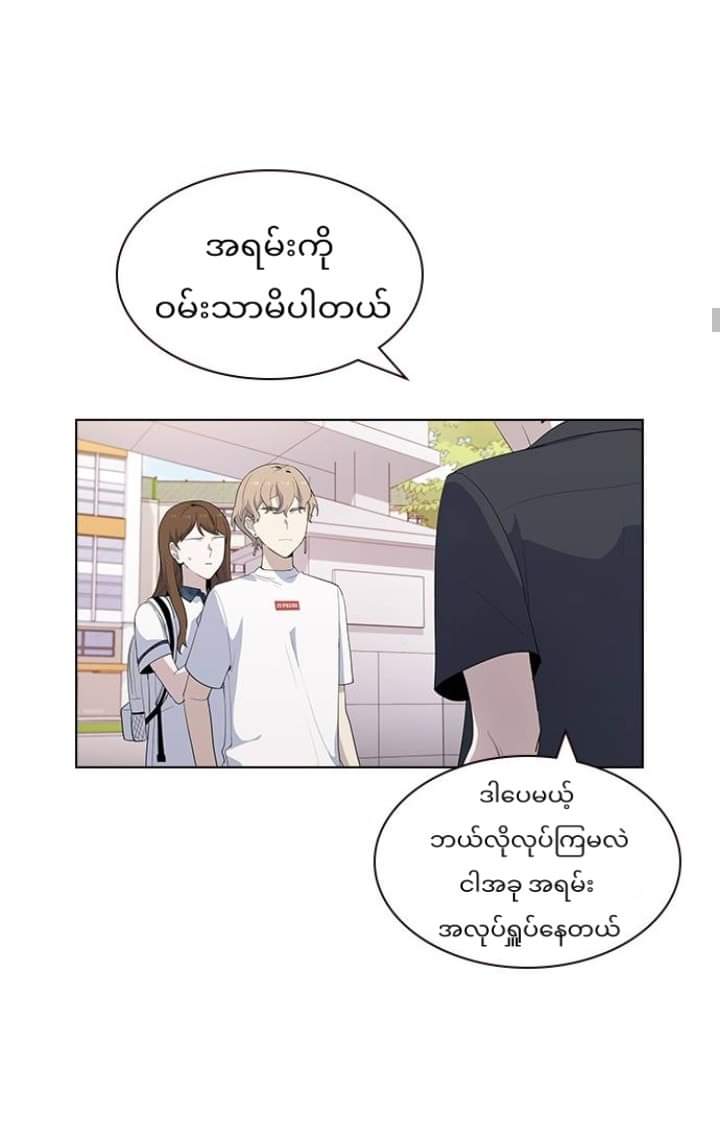 အရမ်းကို
ဝမ်းသာမိပါတယ်
ဒါပေမယ့်
ဘယ်လိုလုပ်ကြမလဲ
ငါအခု အရမ်း
အလုပ်ရှူပ်နေတယ်